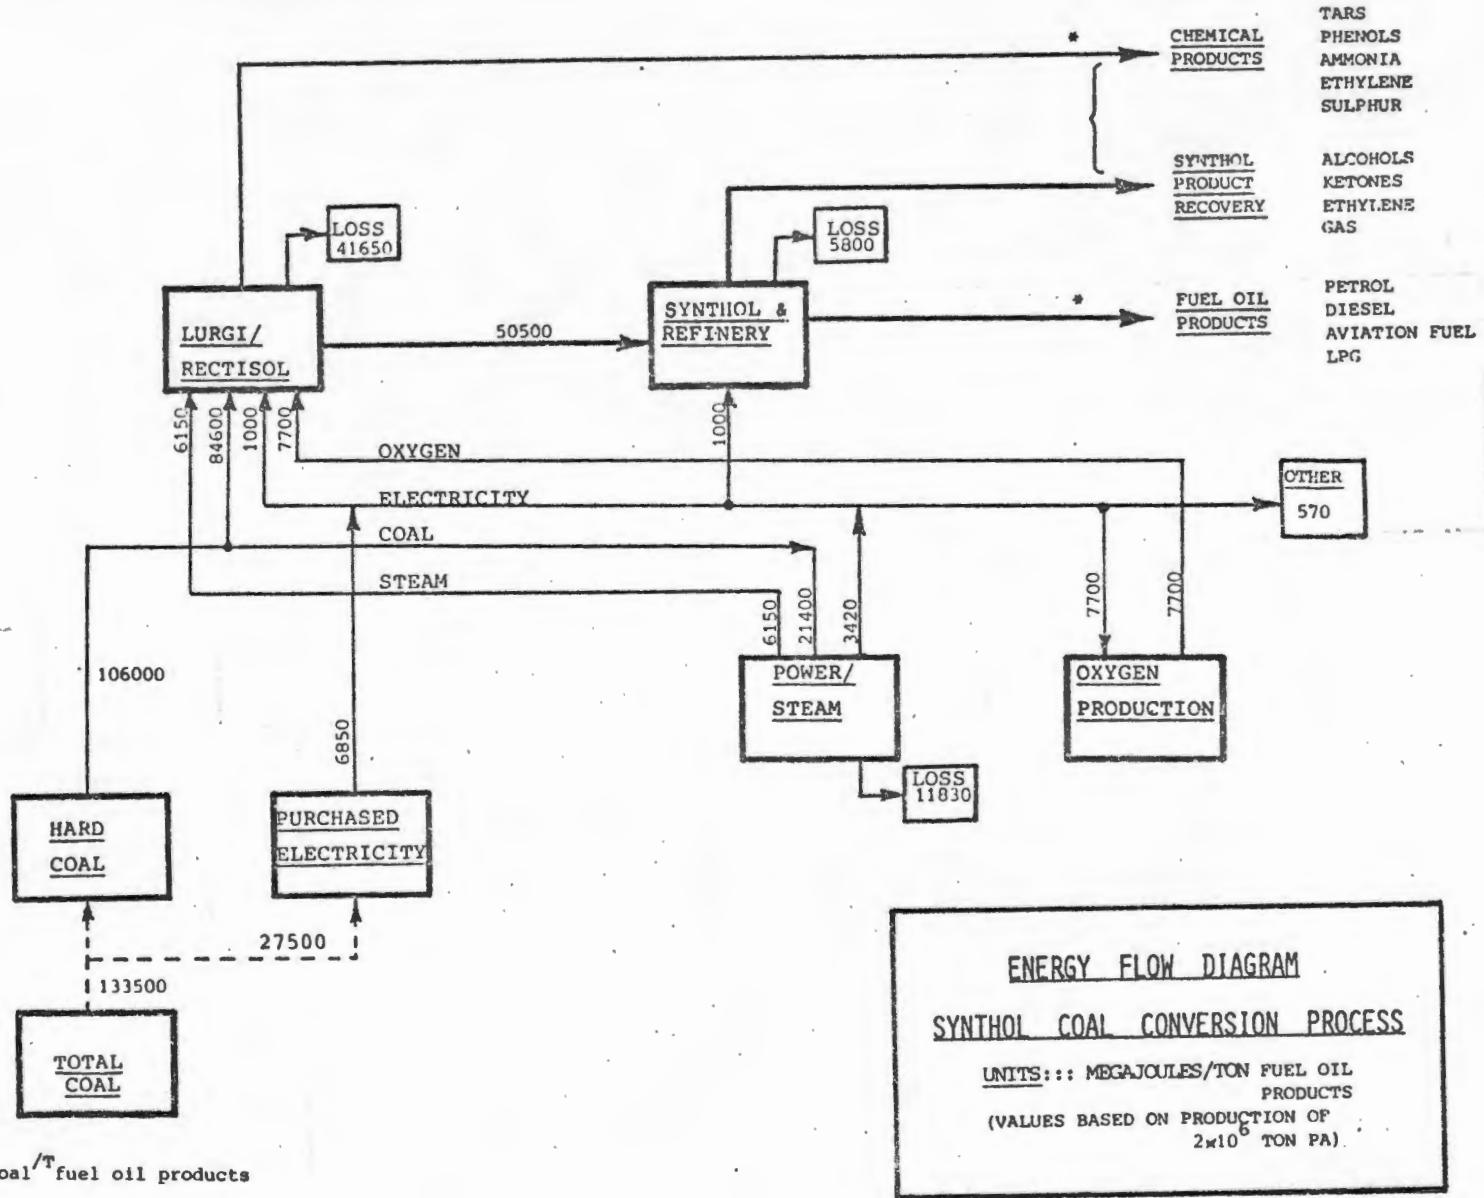 TARS
CHEMICAL PHENOLS
PRODUCTS AMMONIA
ETHYLENE
SULPHUR
*
SYNTHOL ALCOHOLS
PRODUCT KETONES
RECOVERY ETHYLENE
GAS
LOSS
41650
LOSS
5800
LURGI/
RECTISOL
50500
SYNTHOL &
REFINERY
*
FUEL OIL
PRODUCTS
PETROL
DIESEL
AVIATION FUEL
LPG
6150
84600
1000
7700
1000
OXYGEN
ELECTRICITY
COAL
STEAM
OTHER
570
6150
21400
3420
7700
7700
106000
6850
POWER/
STEAM
OXYGEN
PRODUCTION
LOSS
11830
HARD
COAL
PURCHASED
ELECTRICITY
27500
133500
TOTAL
COAL
ENERGY FLOW DIAGRAM
SYNTHOL COAL CONVERSION PROCESS
UNITS::: MEGAJOULES/TON FUEL OIL
PRODUCTS
(VALUES BASED ON PRODUCTION OF
2x10⁶ TON PA)
/T fuel oil products